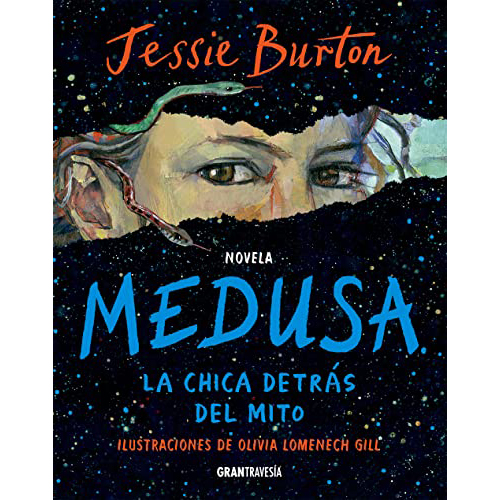 Jessie Burton
NOVELA
MEDUSA
LA CHICA DETRÁS
DEL MITO
ILUSTRACIONES DE OLIVIA LOMENECH GILL
GRANTRAVESÍA